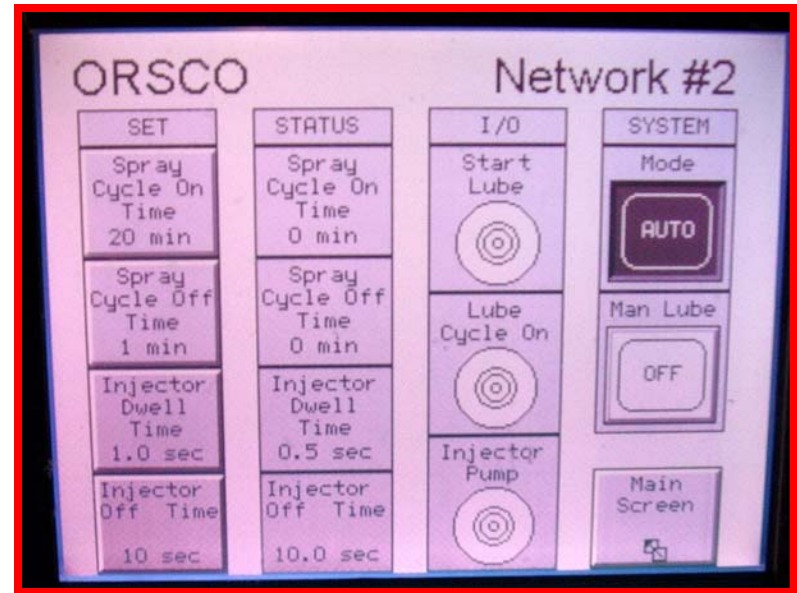 ORSCO
Network #2
SET
Spray
Cycle On
Time
20 min
Spray
Cycle Off
Time
1 min
Injector
Dwell
Time
1.0 sec
Injector
Off Time
10 sec
STATUS
Spray
Cycle On
Time
0 min
Spray
Cycle Off
Time
0 min
Injector
Dwell
Time
0.5 sec
Injector
Off Time
10.0 sec
I/O
Start
Lube
Lube
Cycle On
Injector
Pump
SYSTEM
Mode
AUTO
Man Lube
OFF
Main
Screen